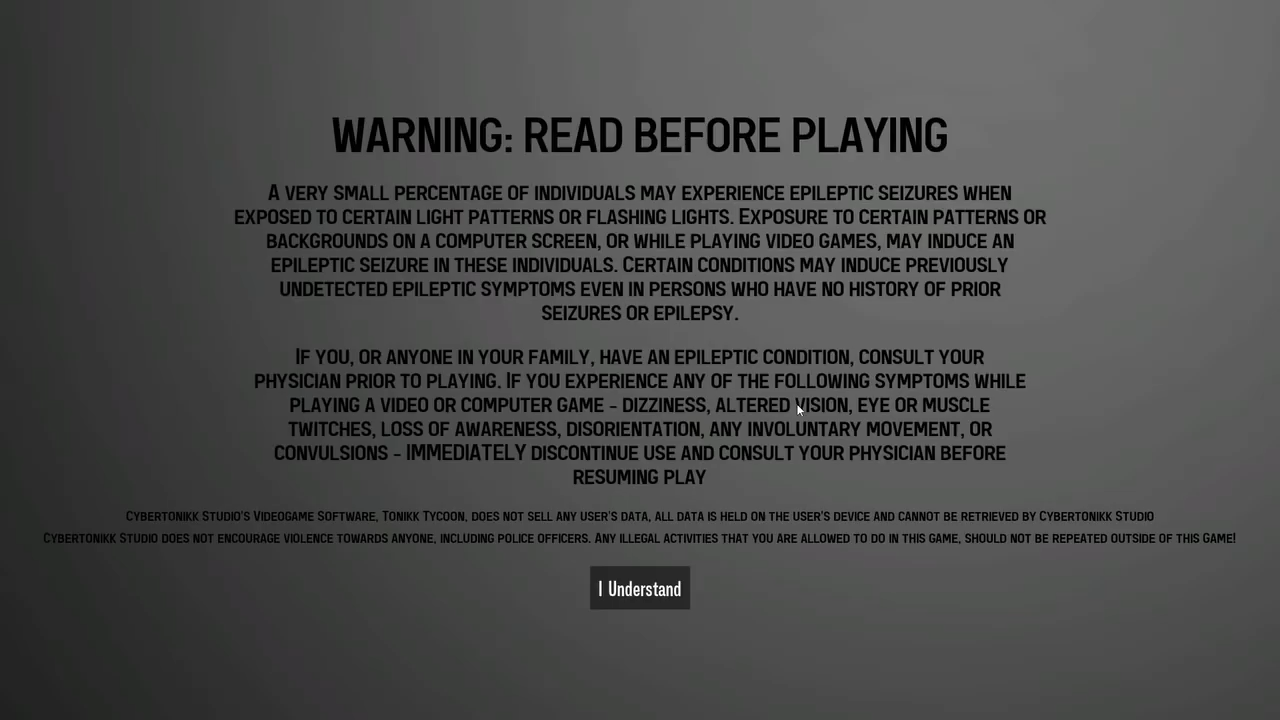 WARNING: READ BEFORE PLAYING
A VERY SMALL PERCENTAGE OF INDIVIDUALS MAY EXPERIENCE EPILEPTIC SEIZURES WHEN
EXPOSED TO CERTAIN LIGHT PATTERNS OR FLASHING LIGHTS. EXPOSURE TO CERTAIN PATTERNS OR
BACKGROUNDS ON A COMPUTER SCREEN, OR WHILE PLAYING VIDEO GAMES, MAY INDUCE AN
EPILEPTIC SEIZURE IN THESE INDIVIDUALS. CERTAIN CONDITIONS MAY INDUCE PREVIOUSLY
UNDETECTED EPILEPTIC SYMPTOMS EVEN IN PERSONS WHO HAVE NO HISTORY OF PRIOR
SEIZURES OR EPILEPSY.
IF YOU, OR ANYONE IN YOUR FAMILY, HAVE AN EPILEPTIC CONDITION, CONSULT YOUR
PHYSICIAN PRIOR TO PLAYING. IF YOU EXPERIENCE ANY OF THE FOLLOWING SYMPTOMS WHILE
PLAYING A VIDEO OR COMPUTER GAME - DIZZINESS, ALTERED VISION, EYE OR MUSCLE
TWITCHES, LOSS OF AWARENESS, DISORIENTATION, ANY INVOLUNTARY MOVEMENT, OR
CONVULSIONS - IMMEDIATELY DISCONTINUE USE AND CONSULT YOUR PHYSICIAN BEFORE
RESUMING PLAY
CYBERTONIKK STUDIO'S VIDEOGAME SOFTWARE, TONIKK TYCOON, DOES NOT SELL ANY USER'S DATA, ALL DATA IS HELD ON THE USER'S DEVICE AND CANNOT BE RETRIEVED BY CYBERTONIKK STUDIO
CYBERTONIKK STUDIO DOES NOT ENCOURAGE VIOLENCE TOWARDS ANYONE, INCLUDING POLICE OFFICERS. ANY ILLEGAL ACTIVITIES THAT YOU ARE ALLOWED TO DO IN THIS GAME, SHOULD NOT BE REPEATED OUTSIDE OF THIS GAME!
I Understand